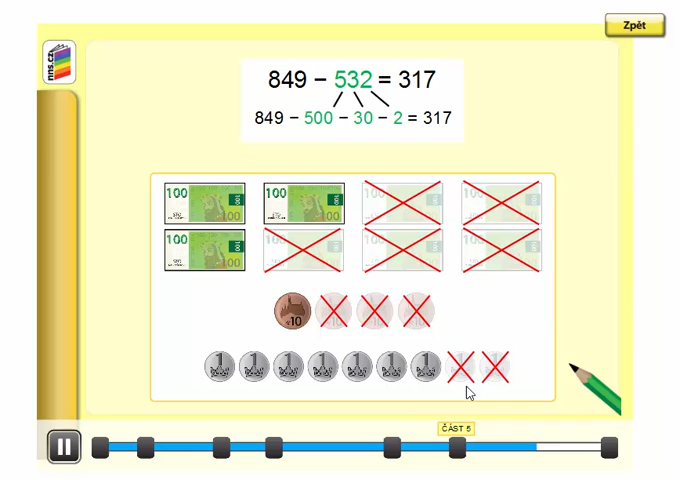 Zpět
nns.cz
849 − 532 = 317
849 − 500 − 30 − 2 = 317
100 100
100 100
100
100
100
100
10
1 1 1 1 1 1 1
ČÁST 5